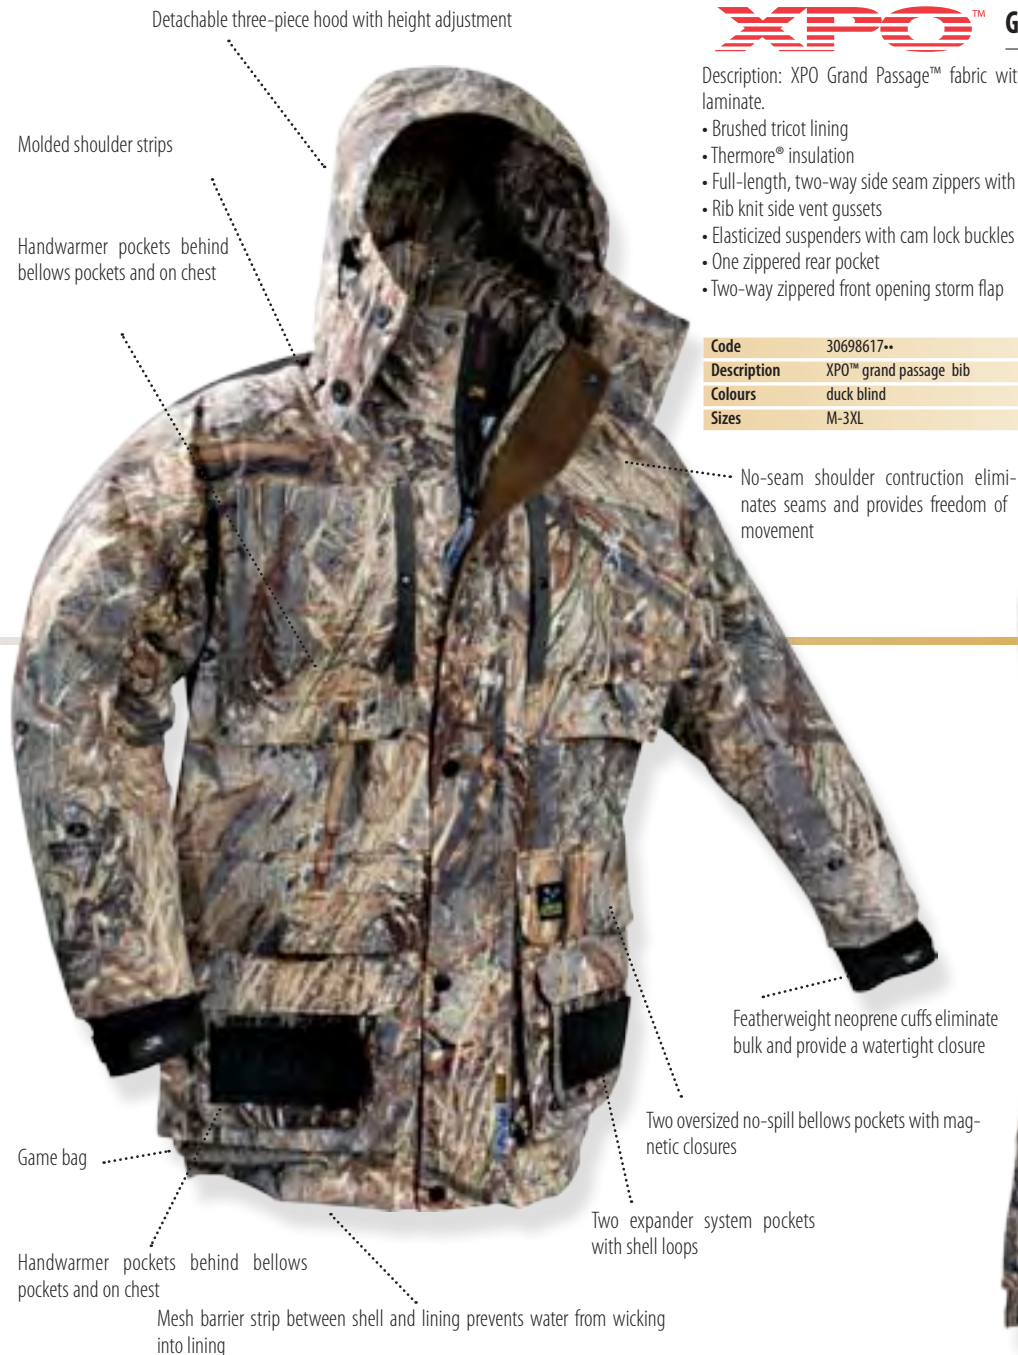 Detachable three-piece hood with height adjustment
XPO™ G
Description: XPO Grand Passage™ fabric wit
laminate.
• Brushed tricot lining
• Thermore® insulation
• Full-length, two-way side seam zippers with
• Rib knit side vent gussets
• Elasticized suspenders with cam lock buckles
• One zippered rear pocket
• Two-way zippered front opening storm flap
Code 30698617••
Description XPO™ grand passage bib
Colours duck blind
Sizes M-3XL
Molded shoulder strips
Handwarmer pockets behind
bellows pockets and on chest
No-seam shoulder contruction elimi-
nates seams and provides freedom of
movement
Featherweight neoprene cuffs eliminate
bulk and provide a watertight closure
Two oversized no-spill bellows pockets with mag-
netic closures
Game bag
Two expander system pockets
with shell loops
Handwarmer pockets behind bellows
pockets and on chest
Mesh barrier strip between shell and lining prevents water from wicking
into lining